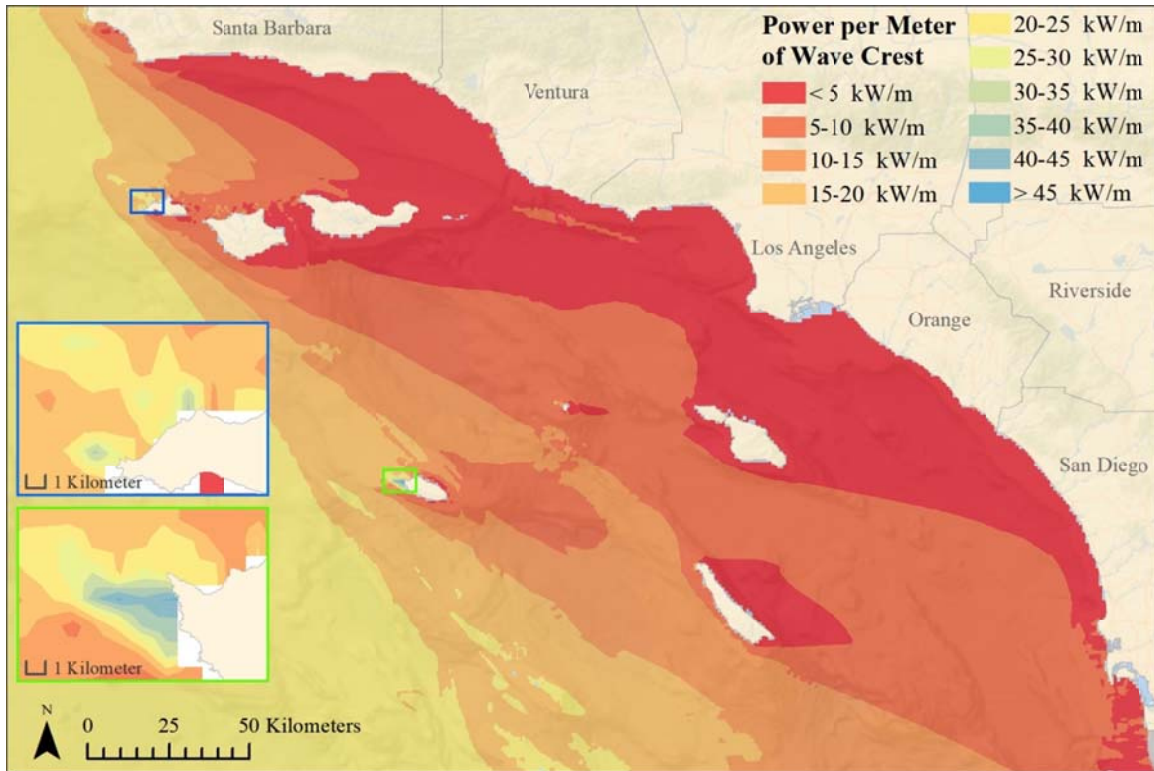 Santa Barbara
Ventura
Los Angeles
Orange
Riverside
San Diego
Power per Meter
of Wave Crest
< 5 kW/m
5-10 kW/m
10-15 kW/m
15-20 kW/m
20-25 kW/m
25-30 kW/m
30-35 kW/m
35-40 kW/m
40-45 kW/m
> 45 kW/m
1 Kilometer
1 Kilometer
N
0 25 50 Kilometers